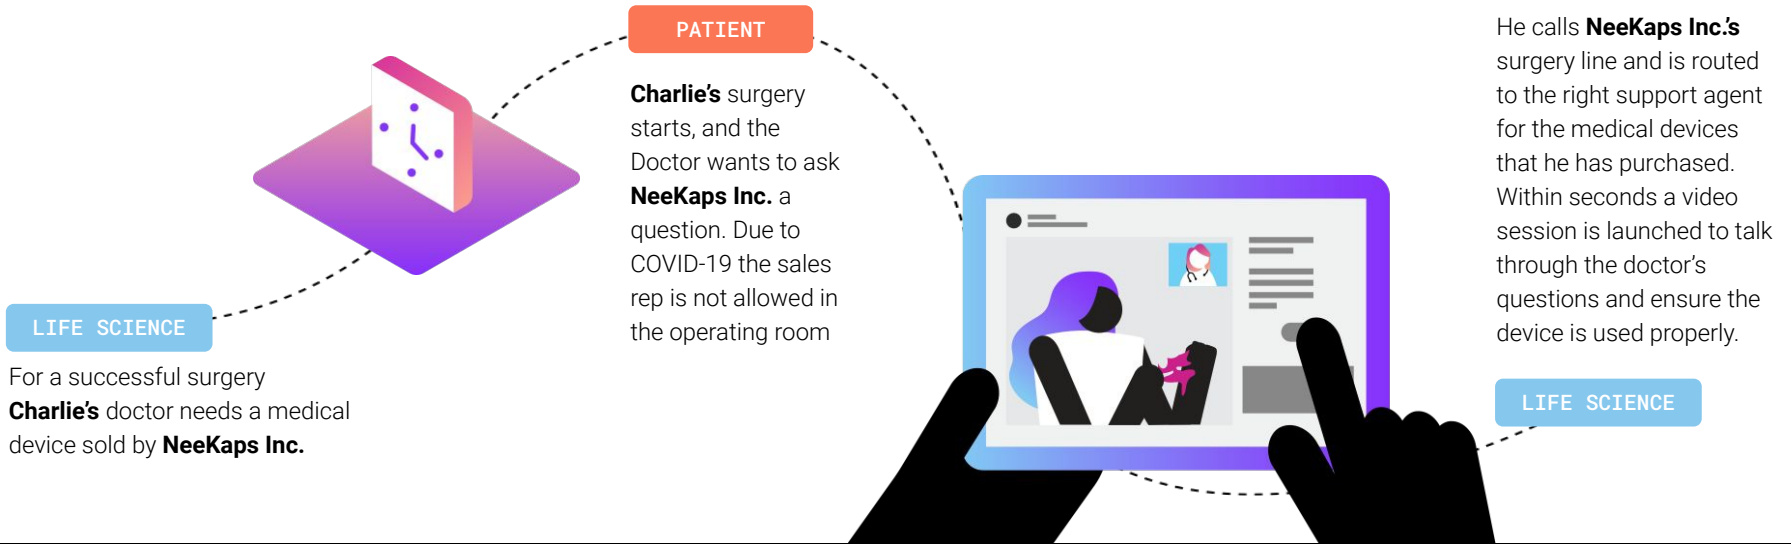 LIFE SCIENCE
For a successful surgery
Charlie's doctor needs a medical
device sold by NeeKaps Inc.
PATIENT
Charlie's surgery
starts, and the
Doctor wants to ask
NeeKaps Inc. a
question. Due to
COVID-19 the sales
rep is not allowed in
the operating room
He calls NeeKaps Inc.'s
surgery line and is routed
to the right support agent
for the medical devices
that he has purchased.
Within seconds a video
session is launched to talk
through the doctor's
questions and ensure the
device is used properly.
LIFE SCIENCE